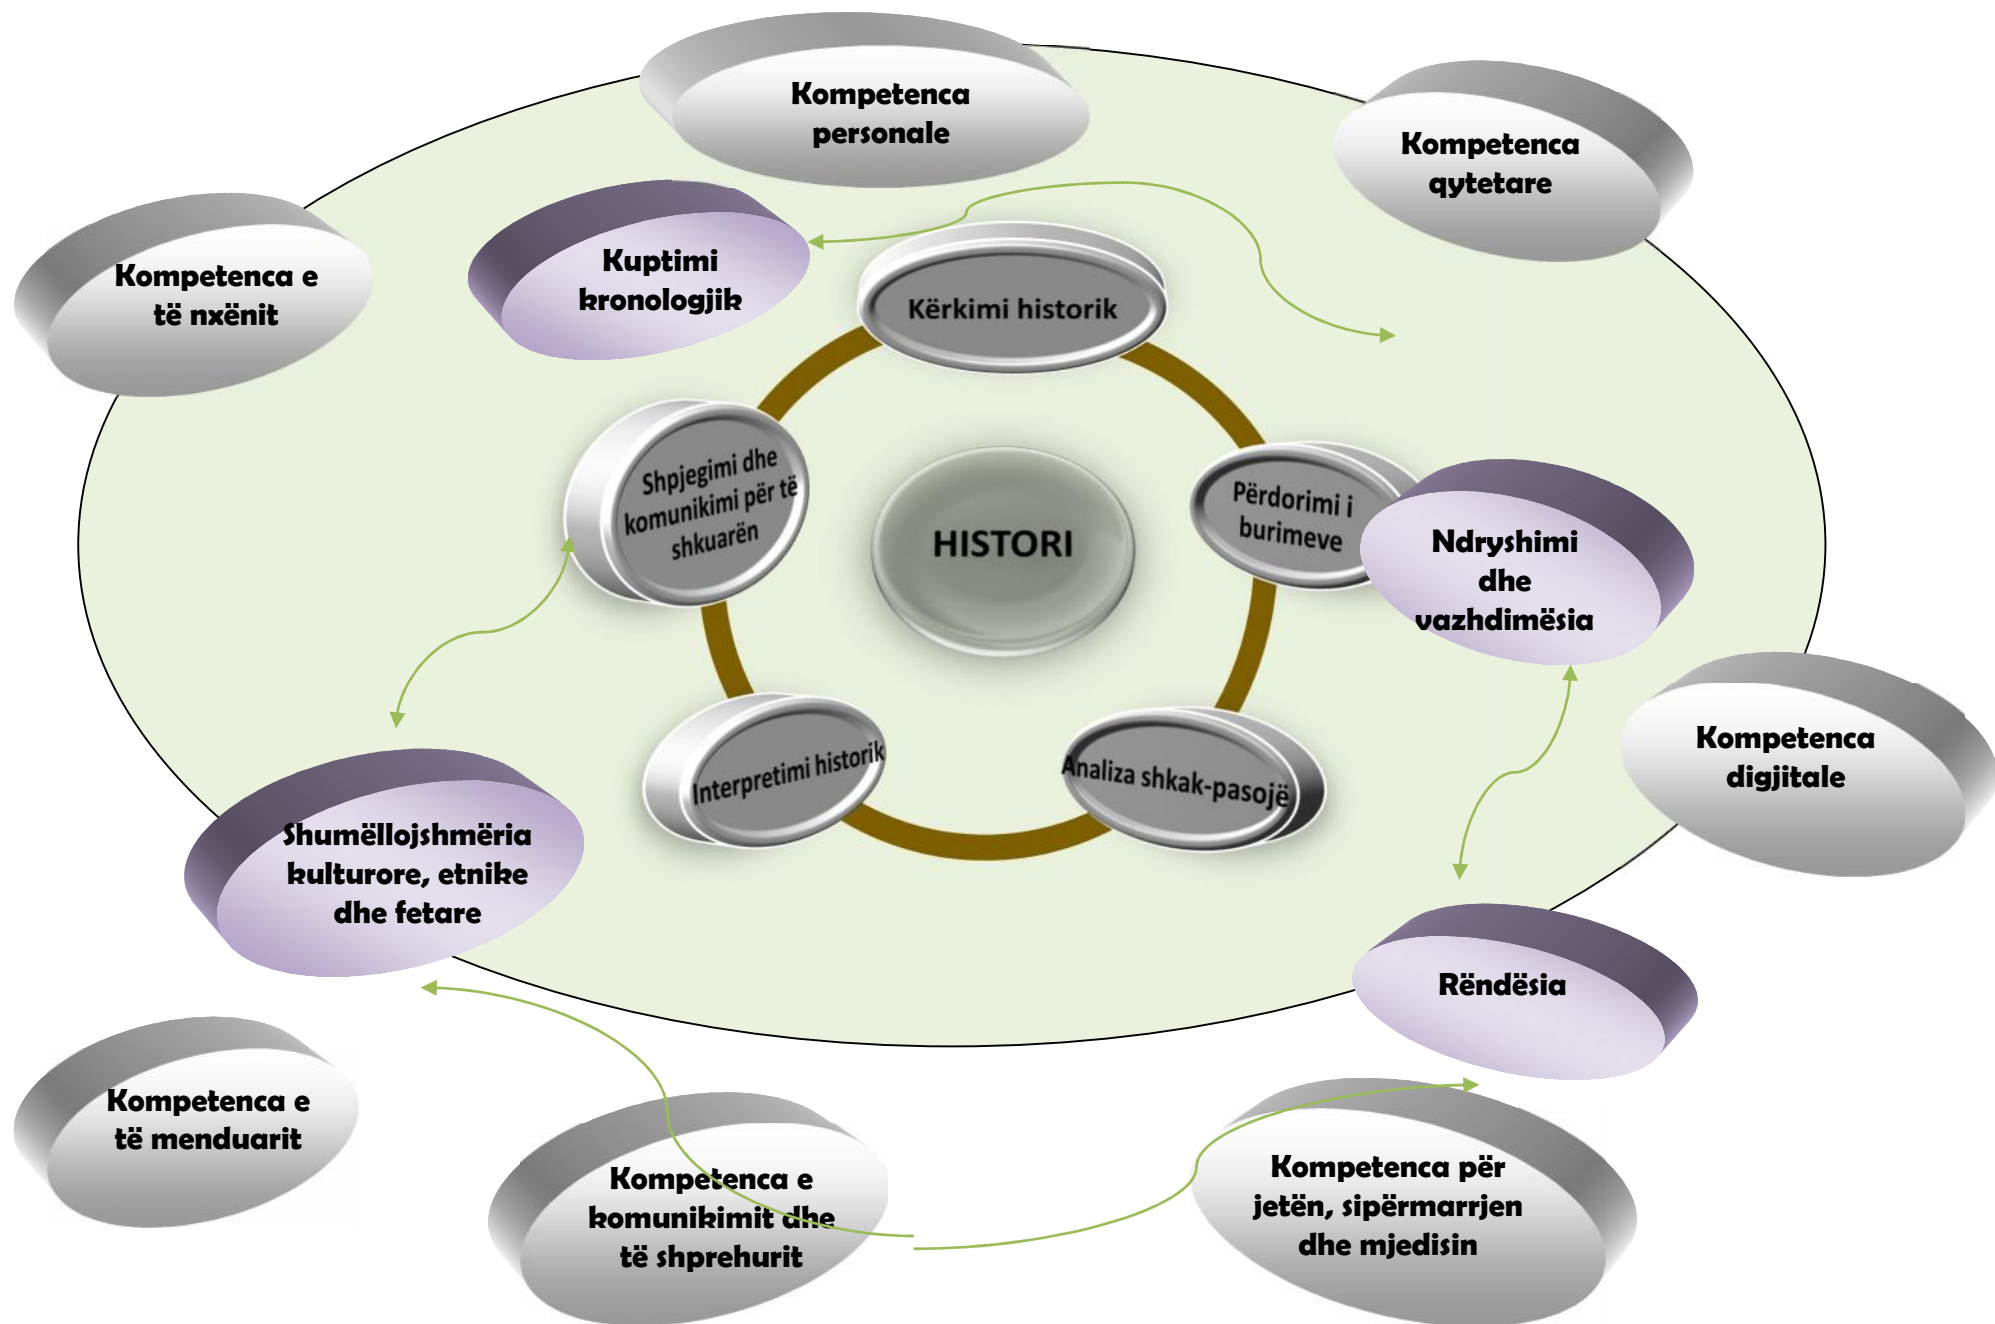 Kompetenca
personale
Kompetenca
qytetare
Kompetenca e
të nxënit
Kuptimi
kronologjik
Kërkimi historik
Shpjegimi dhe
komunikimi për të
shkuarën
HISTORI
Përdorimi i
burimeve
Ndryshimi
dhe
vazhdimësia
Interpretimi historik
Analiza shkak-pasojë
Kompetenca
digjitale
Shumëllojshmëria
kulturore, etnike
dhe fetare
Rëndësia
Kompetenca e
të menduarit
Kompetenca e
komunikimit dhe
të shprehurit
Kompetenca për
jetën, sipërmarrjen
dhe mjedisin